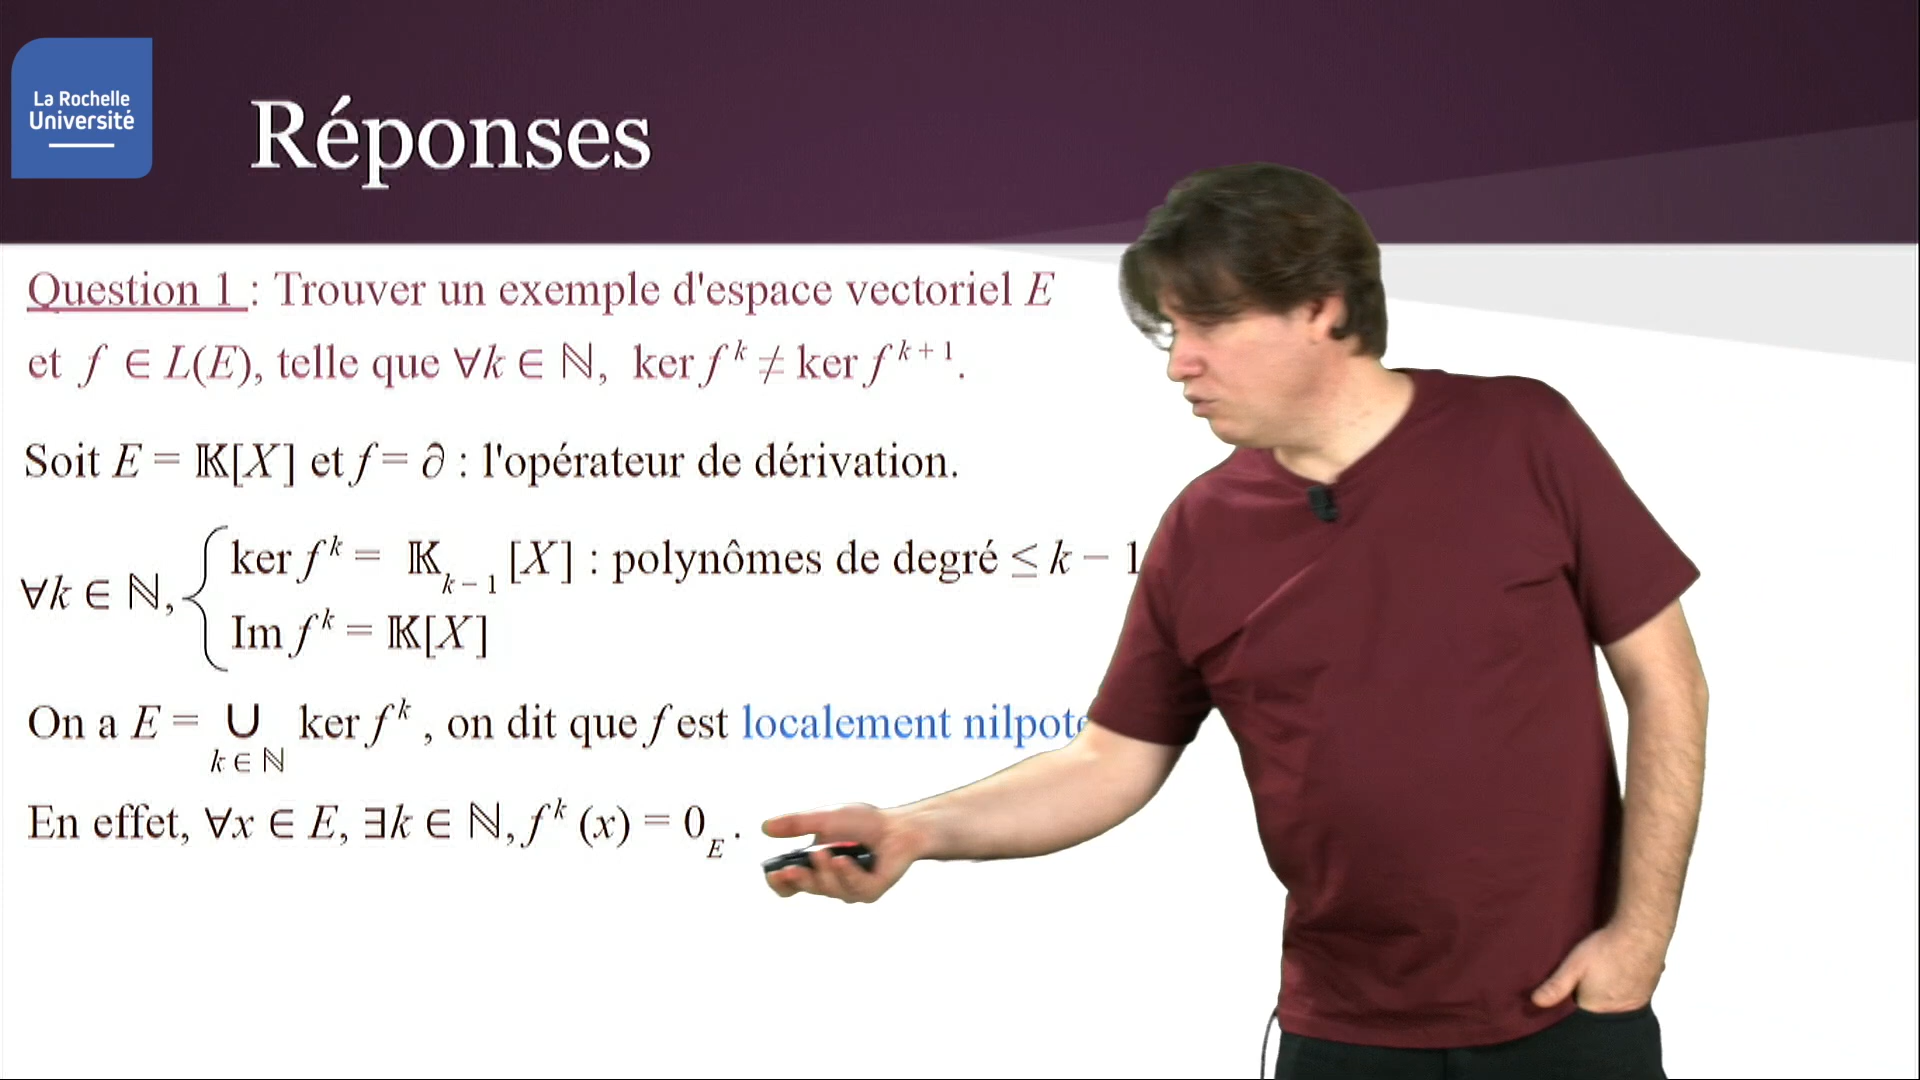 La Rochelle
Université
Réponses
Question 1 : Trouver un exemple d'espace vectoriel E
et f ∈ L(E), telle que ∀k ∈ ℕ, ker f^k ≠ ker f^{k+1}.
Soit E = 𝕂[X] et f = ∂ : l'opérateur de dérivation.
∀k ∈ ℕ, { ker f^k = 𝕂_{k-1} [X] : polynômes de degré ≤ k − 1
Im f^k = 𝕂[X]
On a E = ∪_{k ∈ ℕ} ker f^k , on dit que f est localement
En effet, ∀x ∈ E, ∃k ∈ ℕ, f^k (x) = 0_E .